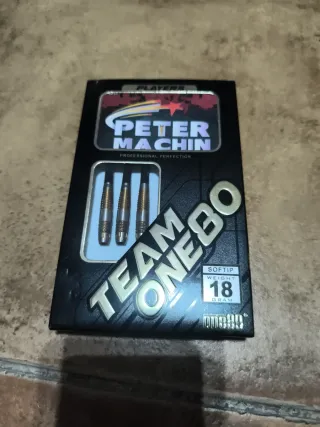 PETER
MACHIN
PROFESSIONAL PERFECTION
TEAM
ONE80
SOFTIP
WEIGHT
18
GRAM